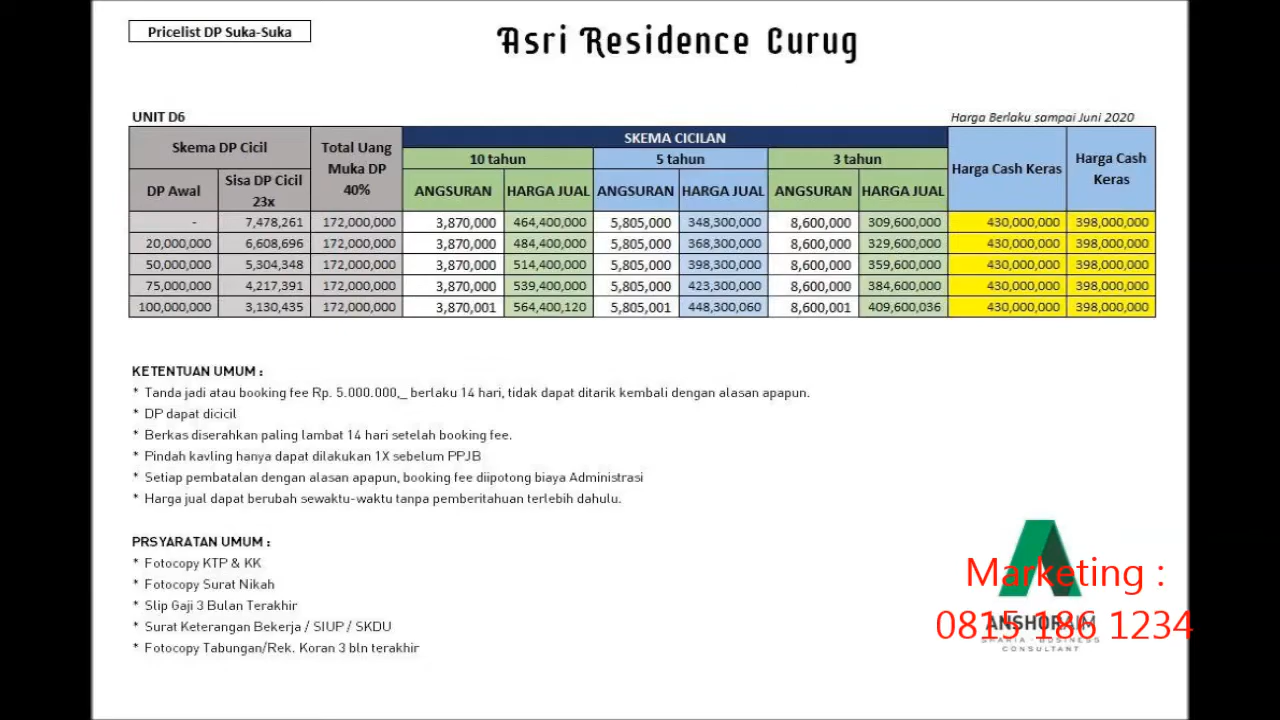 Pricelist DP Suka-Suka
Asri Residence Curug
UNIT D6
Harga Berlaku sampai Juni 2020
Skema DP Cicil
Total Uang Muka DP 40%
SKEMA CICILAN
Harga Cash Keras
Harga Cash Keras
10 tahun 5 tahun 3 tahun
DP Awal Sisa DP Cicil 23x ANGSURAN HARGA JUAL ANGSURAN HARGA JUAL ANGSURAN HARGA JUAL
- 7,478,261 172,000,000 3,870,000 464,400,000 5,805,000 348,300,000 8,600,000 309,600,000 430,000,000 398,000,000
20,000,000 6,608,696 172,000,000 3,870,000 484,400,000 5,805,000 368,300,000 8,600,000 329,600,000 430,000,000 398,000,000
50,000,000 5,304,348 172,000,000 3,870,000 514,400,000 5,805,000 398,300,000 8,600,000 359,600,000 430,000,000 398,000,000
75,000,000 4,217,391 172,000,000 3,870,000 539,400,000 5,805,000 423,300,000 8,600,000 384,600,000 430,000,000 398,000,000
100,000,000 3,130,435 172,000,000 3,870,001 564,400,120 5,805,001 448,300,060 8,600,001 409,600,036 430,000,000 398,000,000
KETENTUAN UMUM :
* Tanda jadi atau booking fee Rp. 5.000.000,_ berlaku 14 hari, tidak dapat ditarik kembali dengan alasan apapun.
* DP dapat dicicil
* Berkas diserahkan paling lambat 14 hari setelah booking fee.
* Pindah kavling hanya dapat dilakukan 1X sebelum PPJB
* Setiap pembatalan dengan alasan apapun, booking fee diipotong biaya Administrasi
* Harga jual dapat berubah sewaktu-waktu tanpa pemberitahuan terlebih dahulu.
PRSYARATAN UMUM :
* Fotocopy KTP & KK
* Fotocopy Surat Nikah
* Slip Gaji 3 Bulan Terakhir
* Surat Keterangan Bekerja / SIUP / SKDU
* Fotocopy Tabungan/Rek. Koran 3 bln terakhir
Marketing :
0815 186 1234
ANSHORAIM
SHARIA · BUSINESS
CONSULTANT